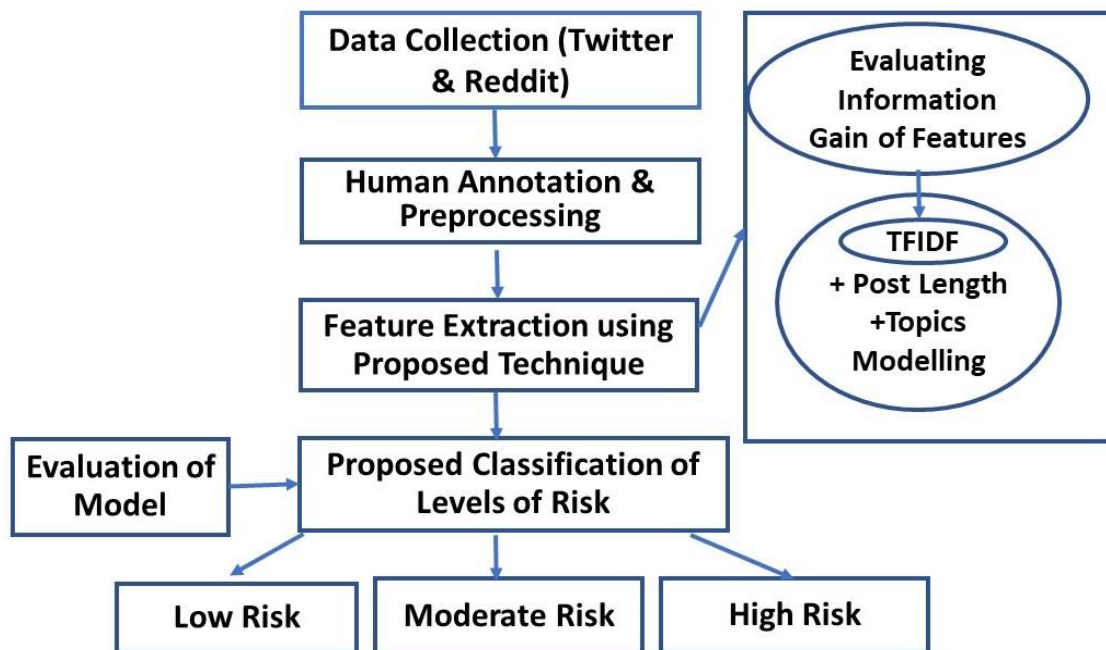 Data Collection (Twitter
& Reddit)
Human Annotation &
Preprocessing
Feature Extraction using
Proposed Technique
Evaluating
Information
Gain of Features
TFIDF
+ Post Length
+Topics
Modelling
Evaluation of
Model
Proposed Classification of
Levels of Risk
Low Risk
Moderate Risk
High Risk